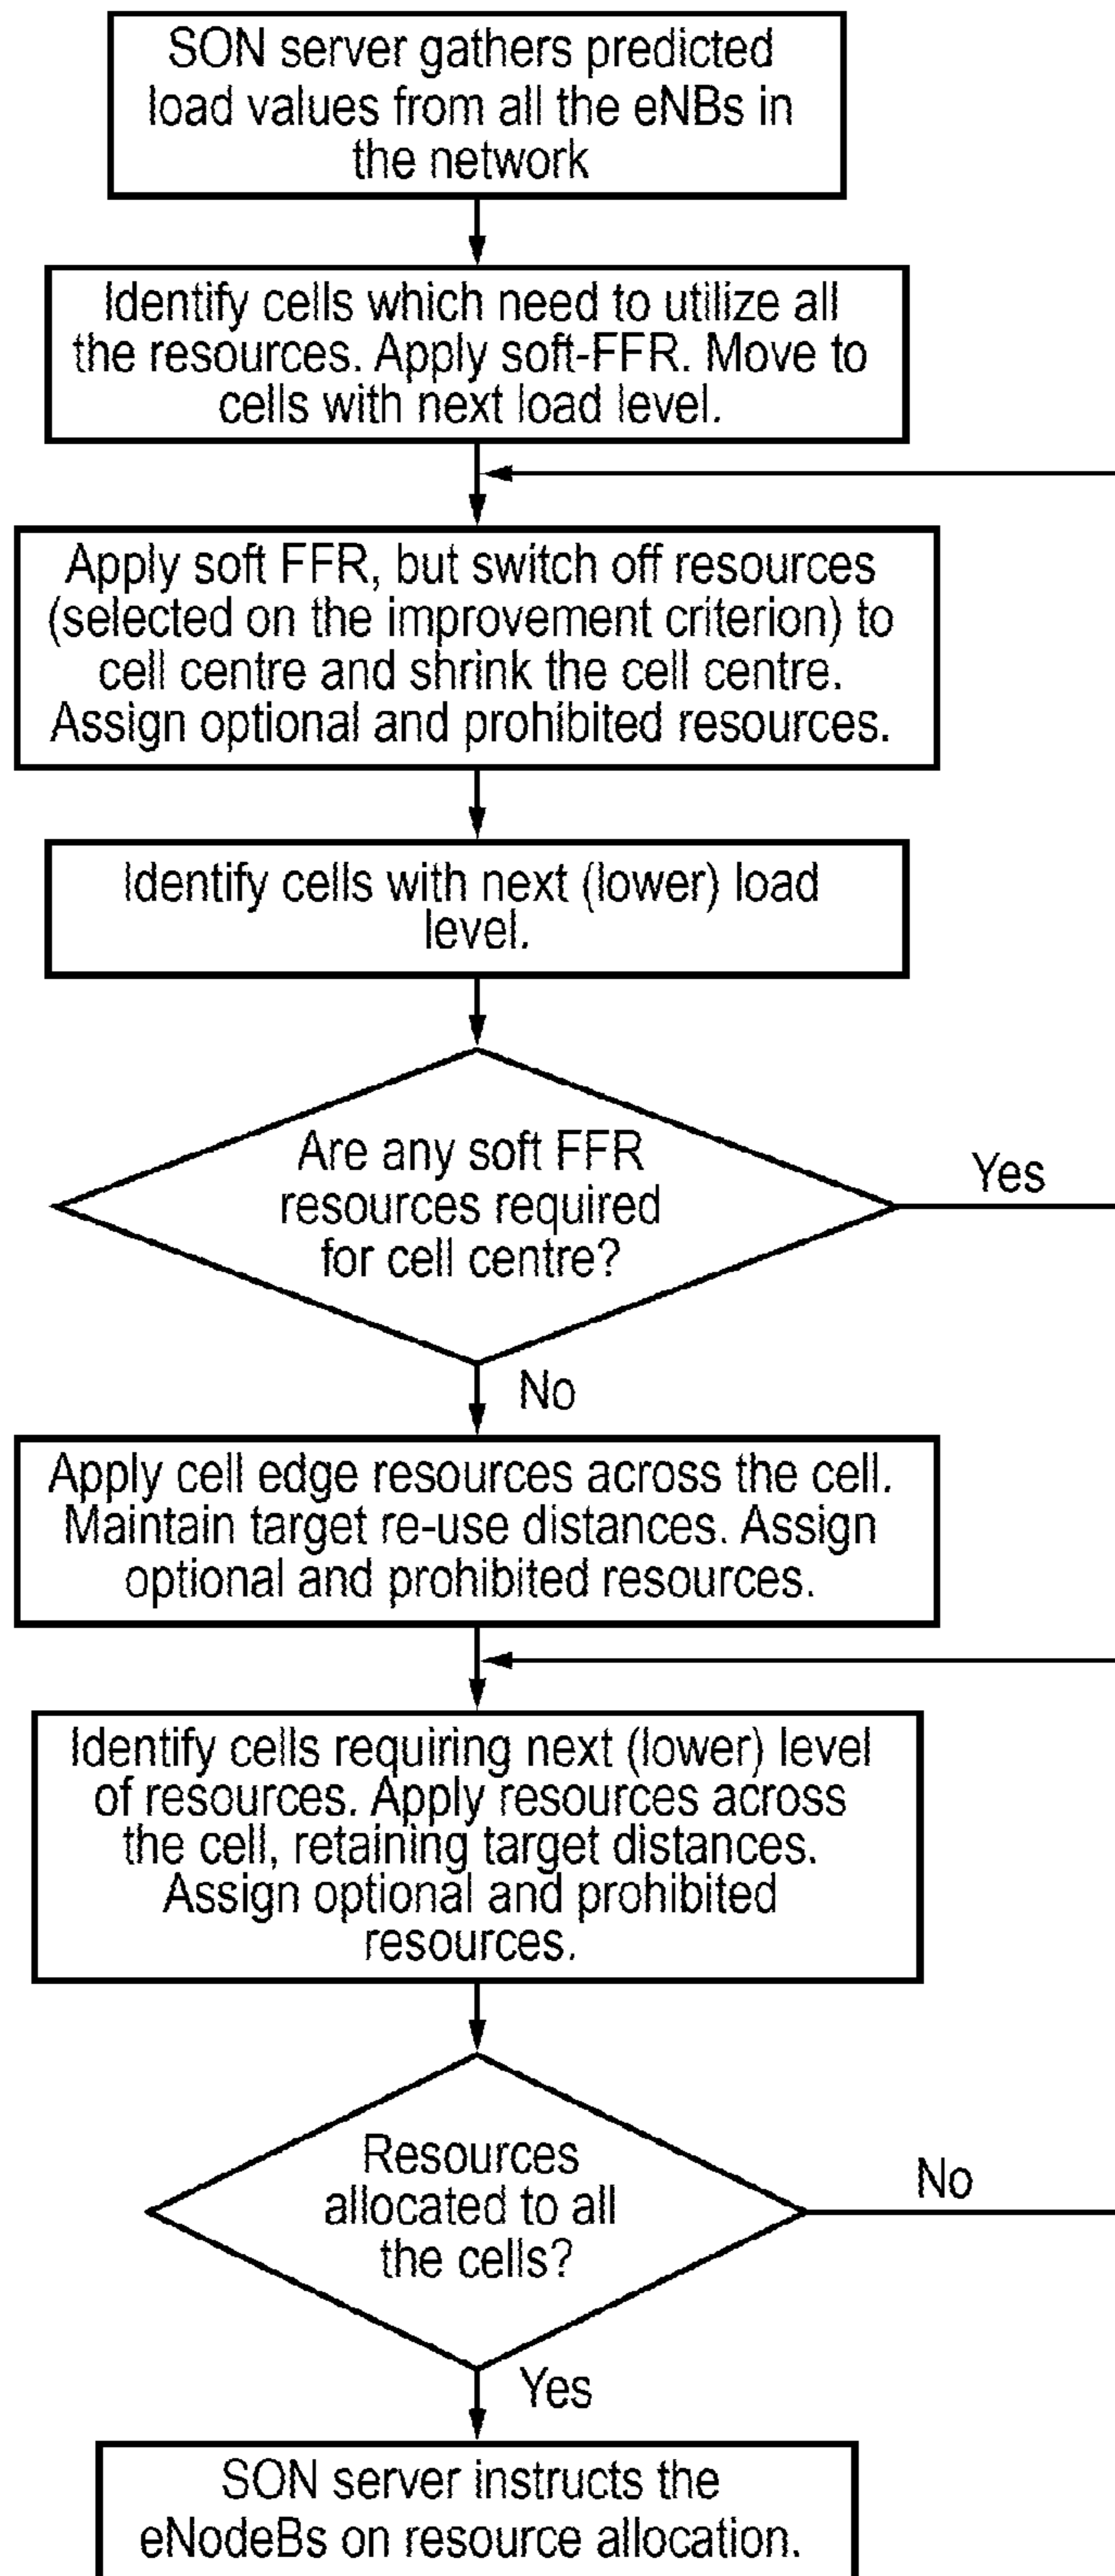 SON server gathers predicted
load values from all the eNBs in
the network
Identify cells which need to utilize all
the resources. Apply soft-FFR. Move to
cells with next load level.
Apply soft FFR, but switch off resources
(selected on the improvement criterion) to
cell centre and shrink the cell centre.
Assign optional and prohibited resources.
Identify cells with next (lower) load
level.
Are any soft FFR
resources required
for cell centre?
Yes
No
Apply cell edge resources across the cell.
Maintain target re-use distances. Assign
optional and prohibited resources.
Identify cells requiring next (lower) level
of resources. Apply resources across
the cell, retaining target distances.
Assign optional and prohibited
resources.
Resources
allocated to all
the cells?
No
Yes
SON server instructs the
eNodeBs on resource allocation.